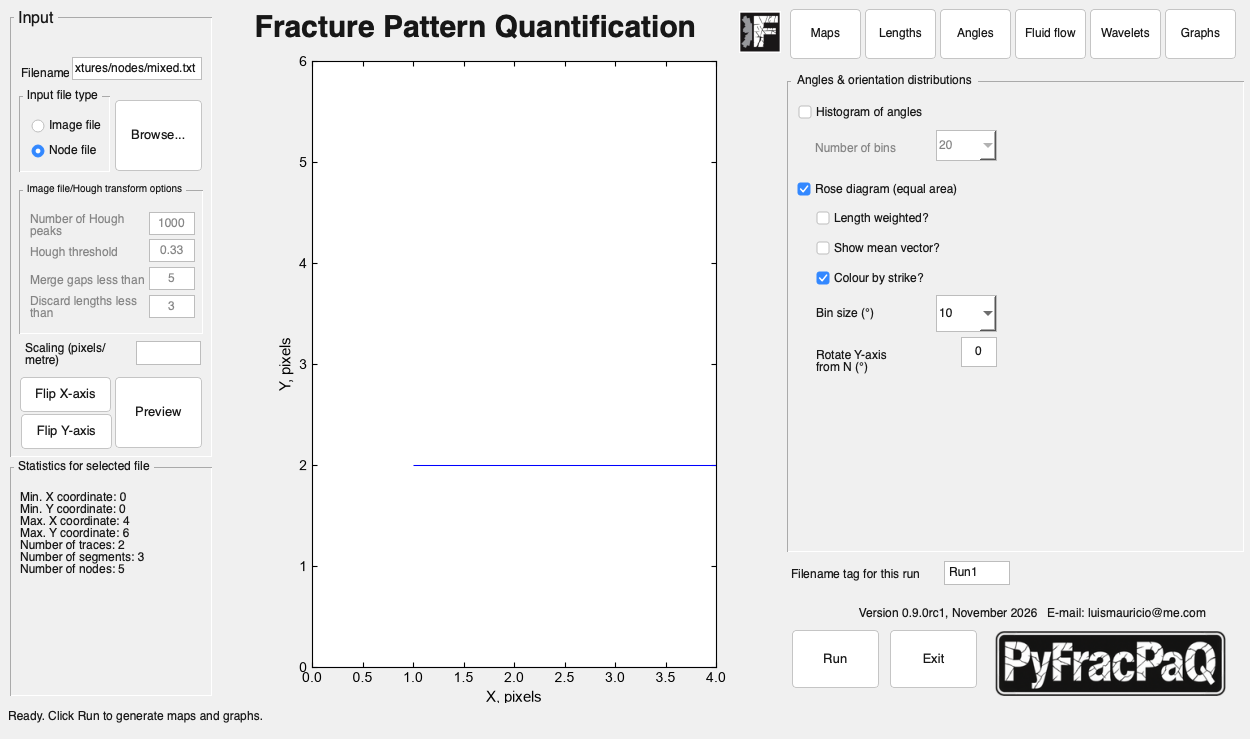 Input
Filename
xtures/nodes/mixed.txt
Input file type
Image file
Node file
Browse...
Image file/Hough transform options
Number of Hough
peaks
1000
Hough threshold
0.33
Merge gaps less than
5
Discard lengths less
than
3
Scaling (pixels/
metre)
Flip X-axis
Flip Y-axis
Preview
Statistics for selected file
Min. X coordinate: 0
Min. Y coordinate: 0
Max. X coordinate: 4
Max. Y coordinate: 6
Number of traces: 2
Number of segments: 3
Number of nodes: 5
Ready. Click Run to generate maps and graphs.
Fracture Pattern Quantification
6
5
4
3
2
1
0
Y, pixels
0.0 0.5 1.0 1.5 2.0 2.5 3.0 3.5 4.0
X, pixels
F
Maps
Lengths
Angles
Fluid flow
Wavelets
Graphs
Angles & orientation distributions
Histogram of angles
Number of bins
20
Rose diagram (equal area)
Length weighted?
Show mean vector?
Colour by strike?
Bin size (°)
10
Rotate Y-axis
from N (°)
0
Filename tag for this run
Run1
Version 0.9.0rc1, November 2026 E-mail: luismauricio@me.com
Run
Exit
PyFracPaQ